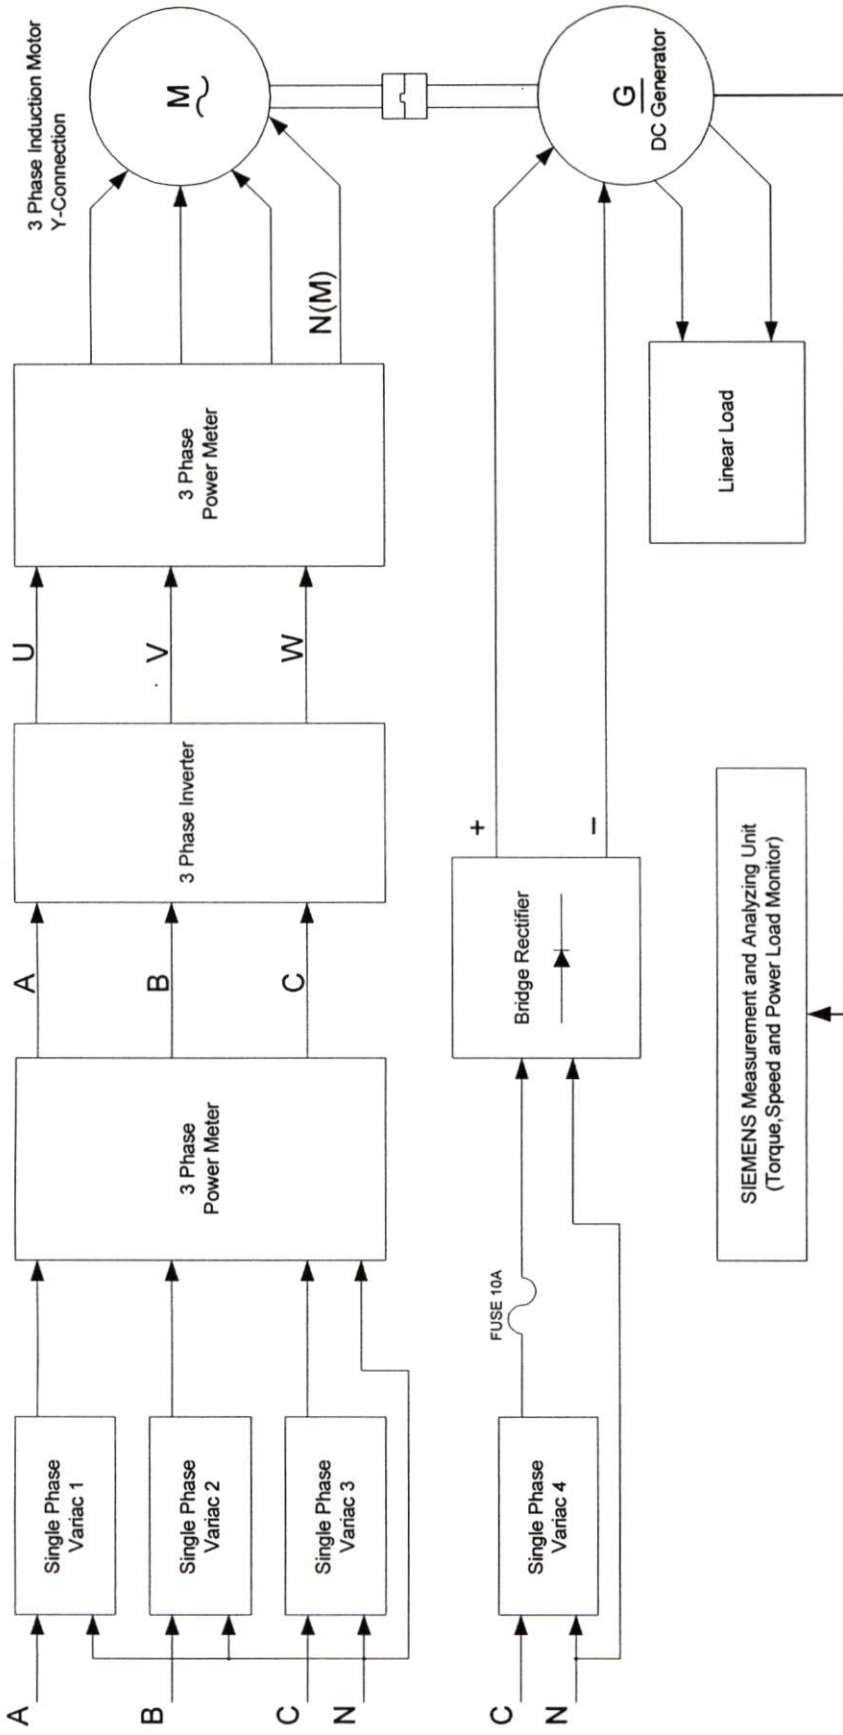 A
B
C
N
Single Phase
Variac 1
Single Phase
Variac 2
Single Phase
Variac 3
3 Phase
Power Meter
A
B
C
3 Phase Inverter
U
V
W
3 Phase
Power Meter
N(M)
3 Phase Induction Motor
Y-Connection
M
~
C
N
Single Phase
Variac 4
FUSE 10A
Bridge Rectifier
+
–
G
DC Generator
Linear Load
SIEMENS Measurement and Analyzing Unit
(Torque,Speed and Power Load Monitor)